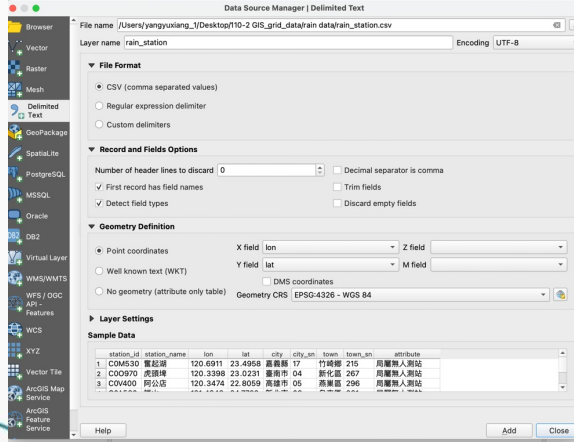 Data Source Manager | Delimited Text
Browser
Vector
Raster
Mesh
Delimited
Text
GeoPackage
SpatiaLite
PostgreSQL
MSSQL
Oracle
DB2
Virtual Layer
WMS/WMTS
WFS / OGC
API -
Features
WCS
XYZ
Vector Tile
ArcGIS Map
Service
ArcGIS
Feature
Service
File name /Users/yangyuxiang_1/Desktop/110-2 GIS_grid_data/rain data/rain_station.csv
Layer name rain_station Encoding UTF-8
File Format
CSV (comma separated values)
Regular expression delimiter
Custom delimiters
Record and Fields Options
Number of header lines to discard 0 Decimal separator is comma
First record has field names Trim fields
Detect field types Discard empty fields
Geometry Definition
Point coordinates X field lon Z field
Well known text (WKT) Y field lat M field
DMS coordinates
No geometry (attribute only table) Geometry CRS EPSG:4326 - WGS 84
Layer Settings
Sample Data
station_id station_name lon lat city city_sn town town_sn attribute
1 C0M530 奮起湖 120.6911 23.4958 嘉義縣 17 竹崎鄉 215 局屬無人測站
2 C0O970 虎頭埤 120.3398 23.0231 臺南市 04 新化區 267 局屬無人測站
3 C0V400 阿公店 120.3474 22.8059 高雄市 05 燕巢區 296 局屬無人測站
Help Add Close